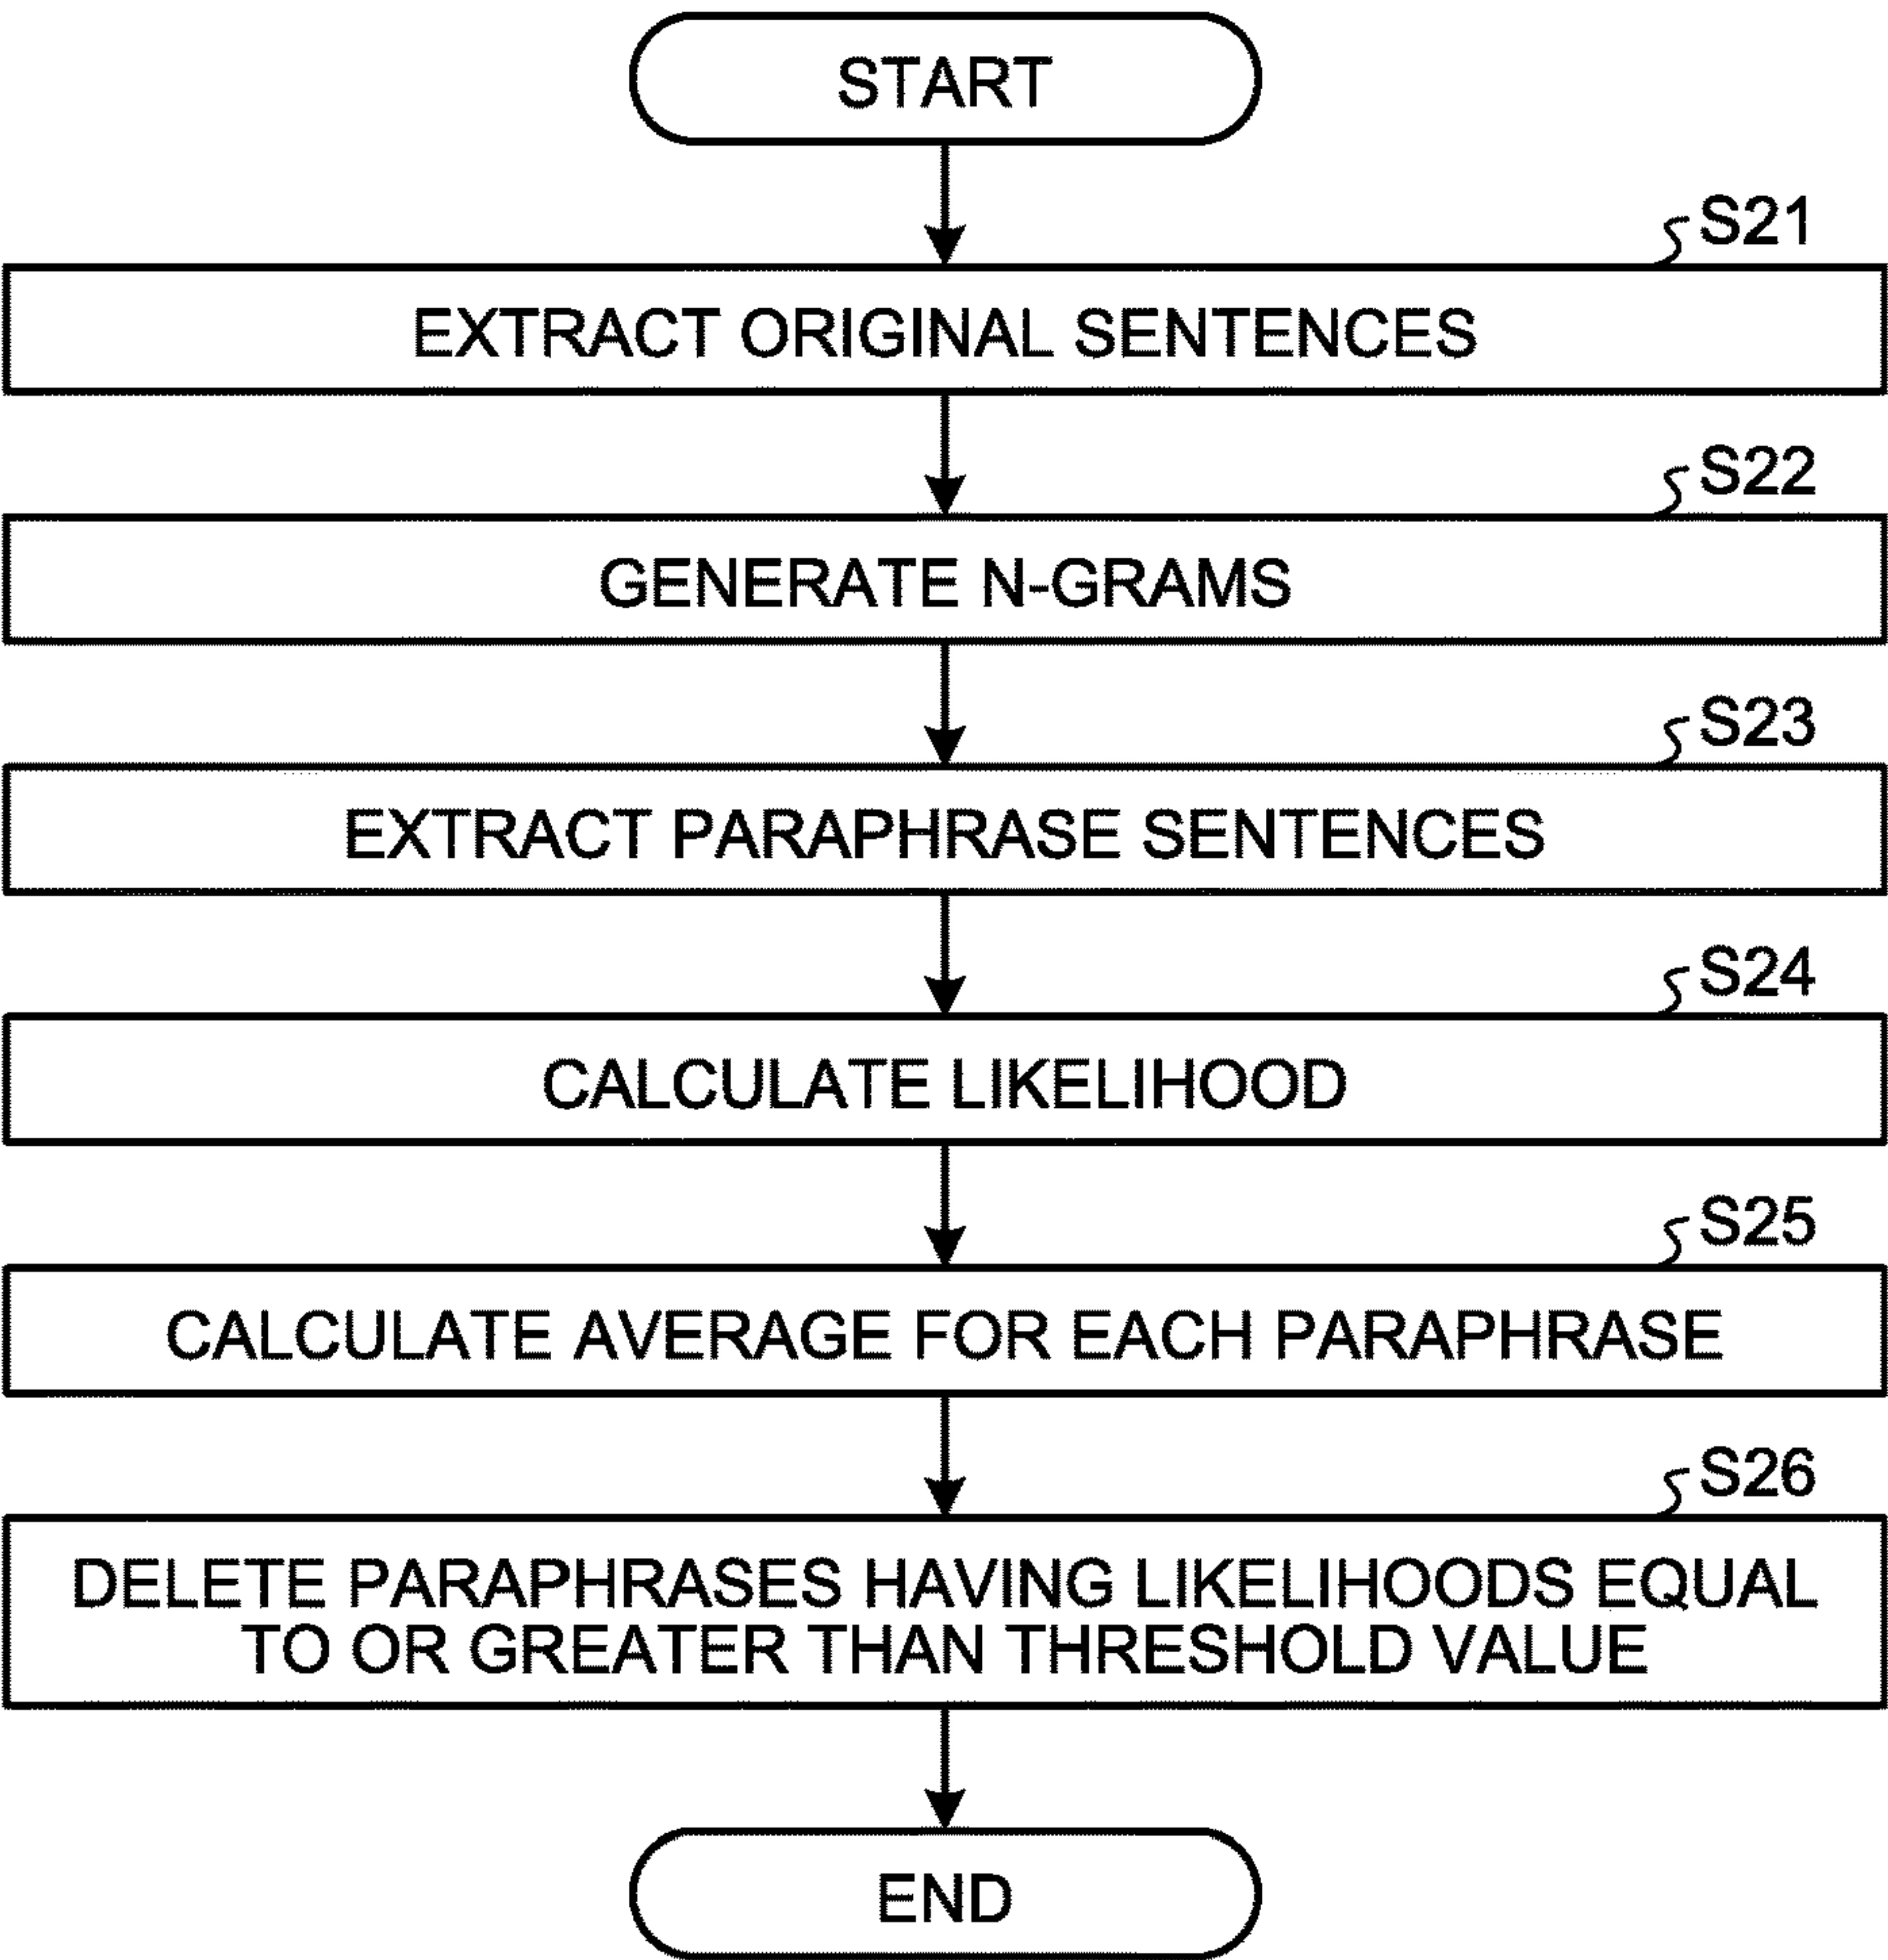 START
S21
EXTRACT ORIGINAL SENTENCES
S22
GENERATE N-GRAMS
S23
EXTRACT PARAPHRASE SENTENCES
S24
CALCULATE LIKELIHOOD
S25
CALCULATE AVERAGE FOR EACH PARAPHRASE
S26
DELETE PARAPHRASES HAVING LIKELIHOODS EQUAL
TO OR GREATER THAN THRESHOLD VALUE
END